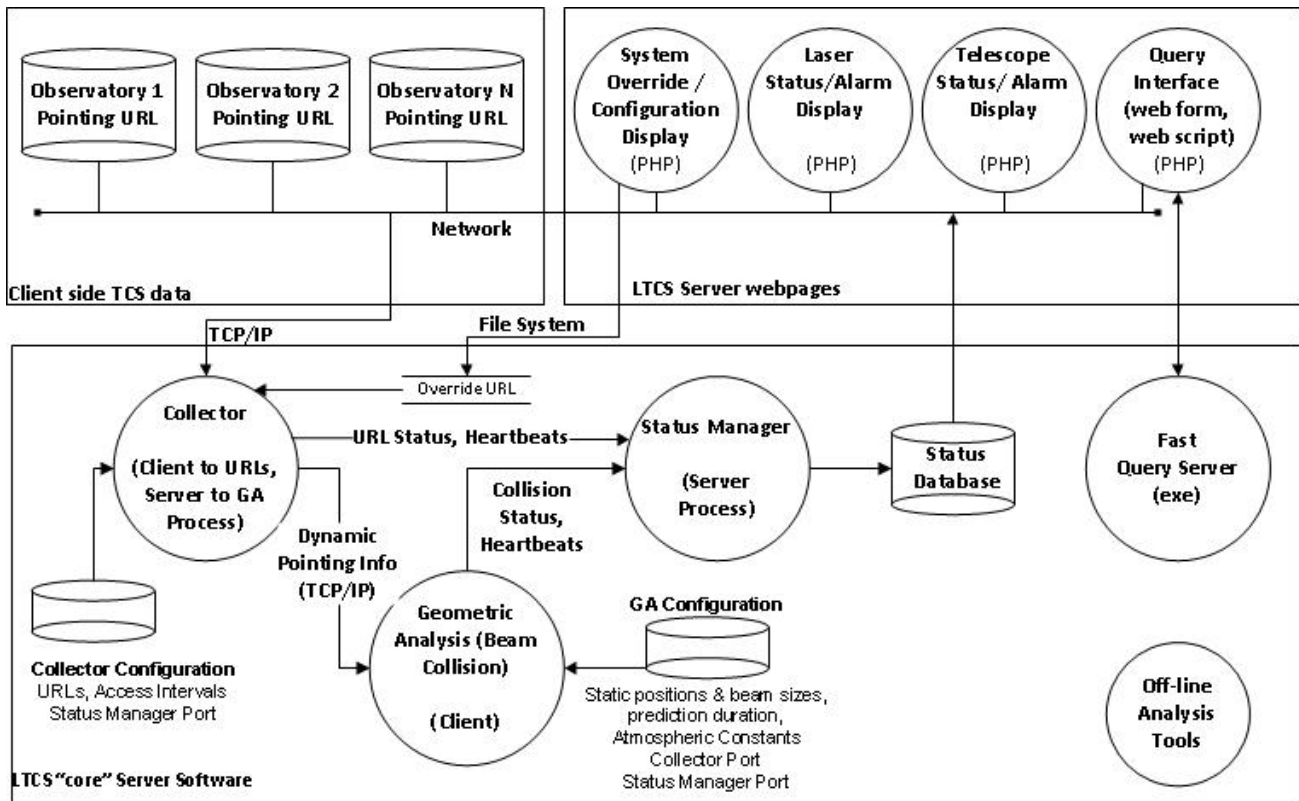 Observatory 1
Pointing URL
Observatory 2
Pointing URL
Observatory N
Pointing URL
Network
Client side TCS data
System
Override /
Configuration
Display
(PHP)
Laser
Status/Alarm
Display
(PHP)
Telescope
Status/ Alarm
Display
(PHP)
Query
Interface
(web form,
web script)
(PHP)
LTCS Server webpages
TCP/IP
File System
Override URL
Collector
(Client to URLs,
Server to GA
Process)
URL Status, Heartbeats
Status Manager
(Server
Process)
Status
Database
Fast
Query Server
(exe)
Collision
Status,
Heartbeats
Dynamic
Pointing Info
(TCP/IP)
Geometric
Analysis (Beam
Collision)
(Client)
GA Configuration
Static positions & beam sizes,
prediction duration,
Atmospheric Constants
Collector Port
Status Manager Port
Collector Configuration
URLs, Access Intervals
Status Manager Port
Off-line
Analysis
Tools
LTCS “core” Server Software